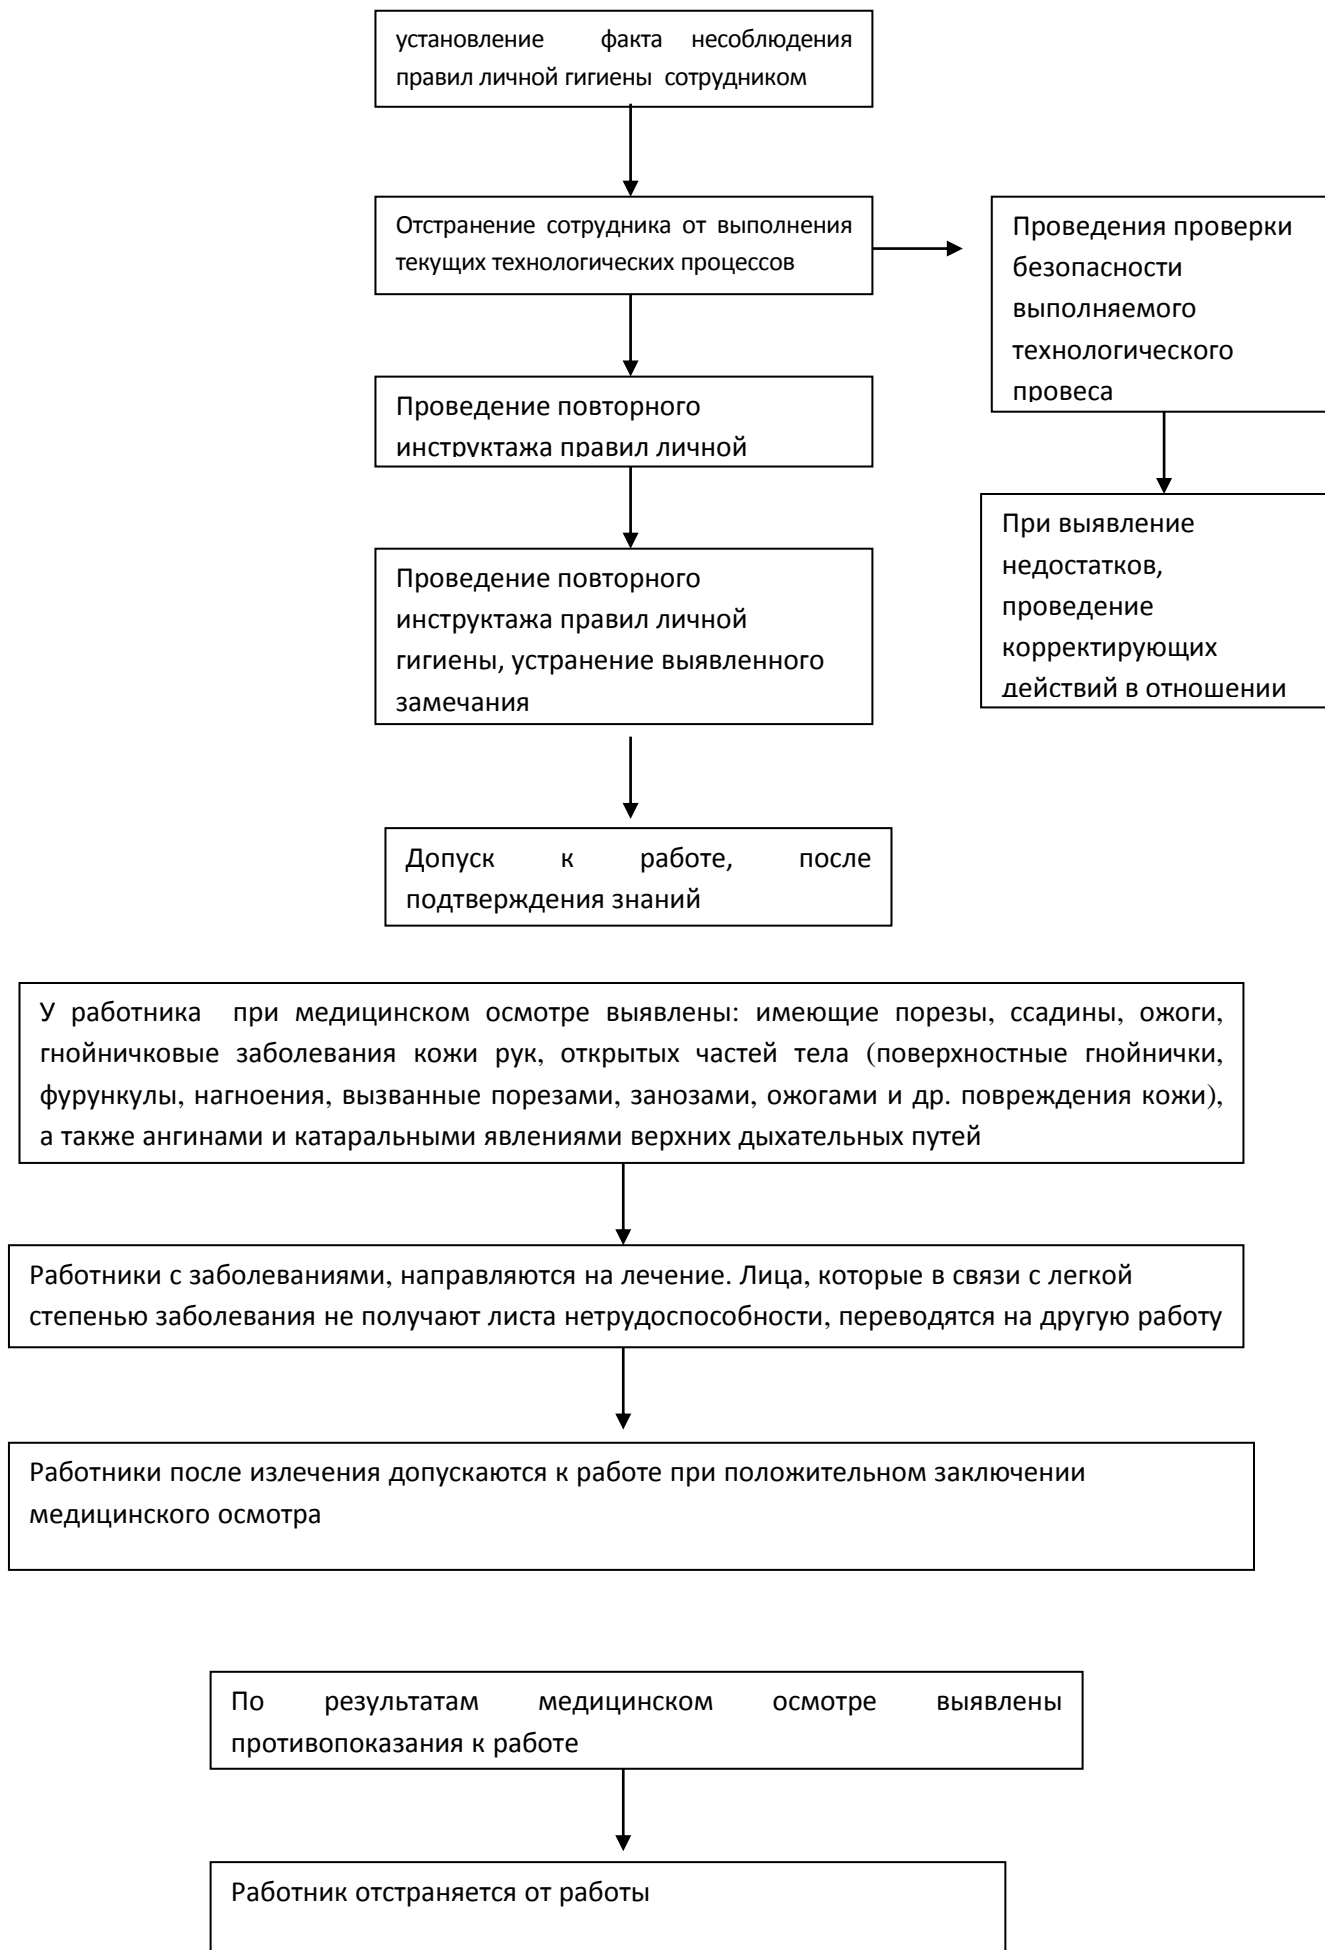 установление факта несоблюдения
правил личной гигиены сотрудником
Отстранение сотрудника от выполнения
текущих технологических процессов
Проведения проверки
безопасности
выполняемого
технологического
провеса
Проведение повторного
инструктажа правил личной
При выявление
недостатков,
проведение
корректирующих
действий в отношении
Проведение повторного
инструктажа правил личной
гигиены, устранение выявленного
замечания
Допуск к работе, после
подтверждения знаний
У работника при медицинском осмотре выявлены: имеющие порезы, ссадины, ожоги,
гнойничковые заболевания кожи рук, открытых частей тела (поверхностные гнойнички,
фурункулы, нагноения, вызванные порезами, занозами, ожогами и др. повреждения кожи),
а также ангинами и катаральными явлениями верхних дыхательных путей
Работники с заболеваниями, направляются на лечение. Лица, которые в связи с легкой
степенью заболевания не получают листа нетрудоспособности, переводятся на другую работу
Работники после излечения допускаются к работе при положительном заключении
медицинского осмотра
По результатам медицинском осмотре выявлены
противопоказания к работе
Работник отстраняется от работы